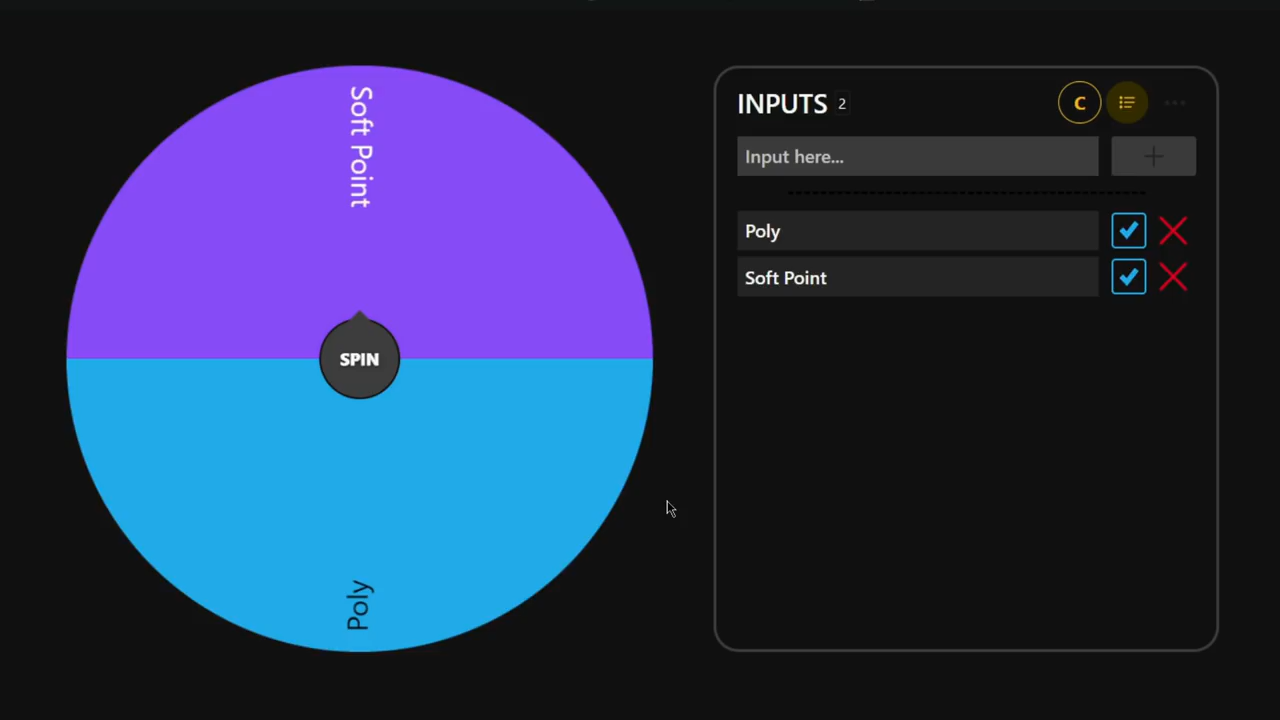 Soft Point
SPIN
Poly
INPUTS 2
C
Input here...
Poly
Soft Point